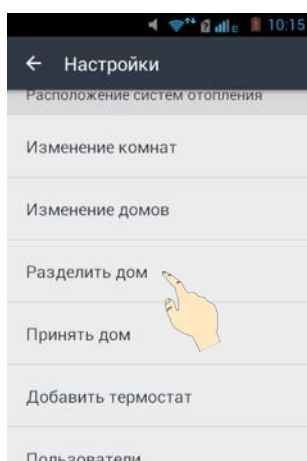 10:15
Настройки
Расположение систем отопления
Изменение комнат
Изменение домов
Разделить дом
Принять дом
Добавить термостат
Пользователи